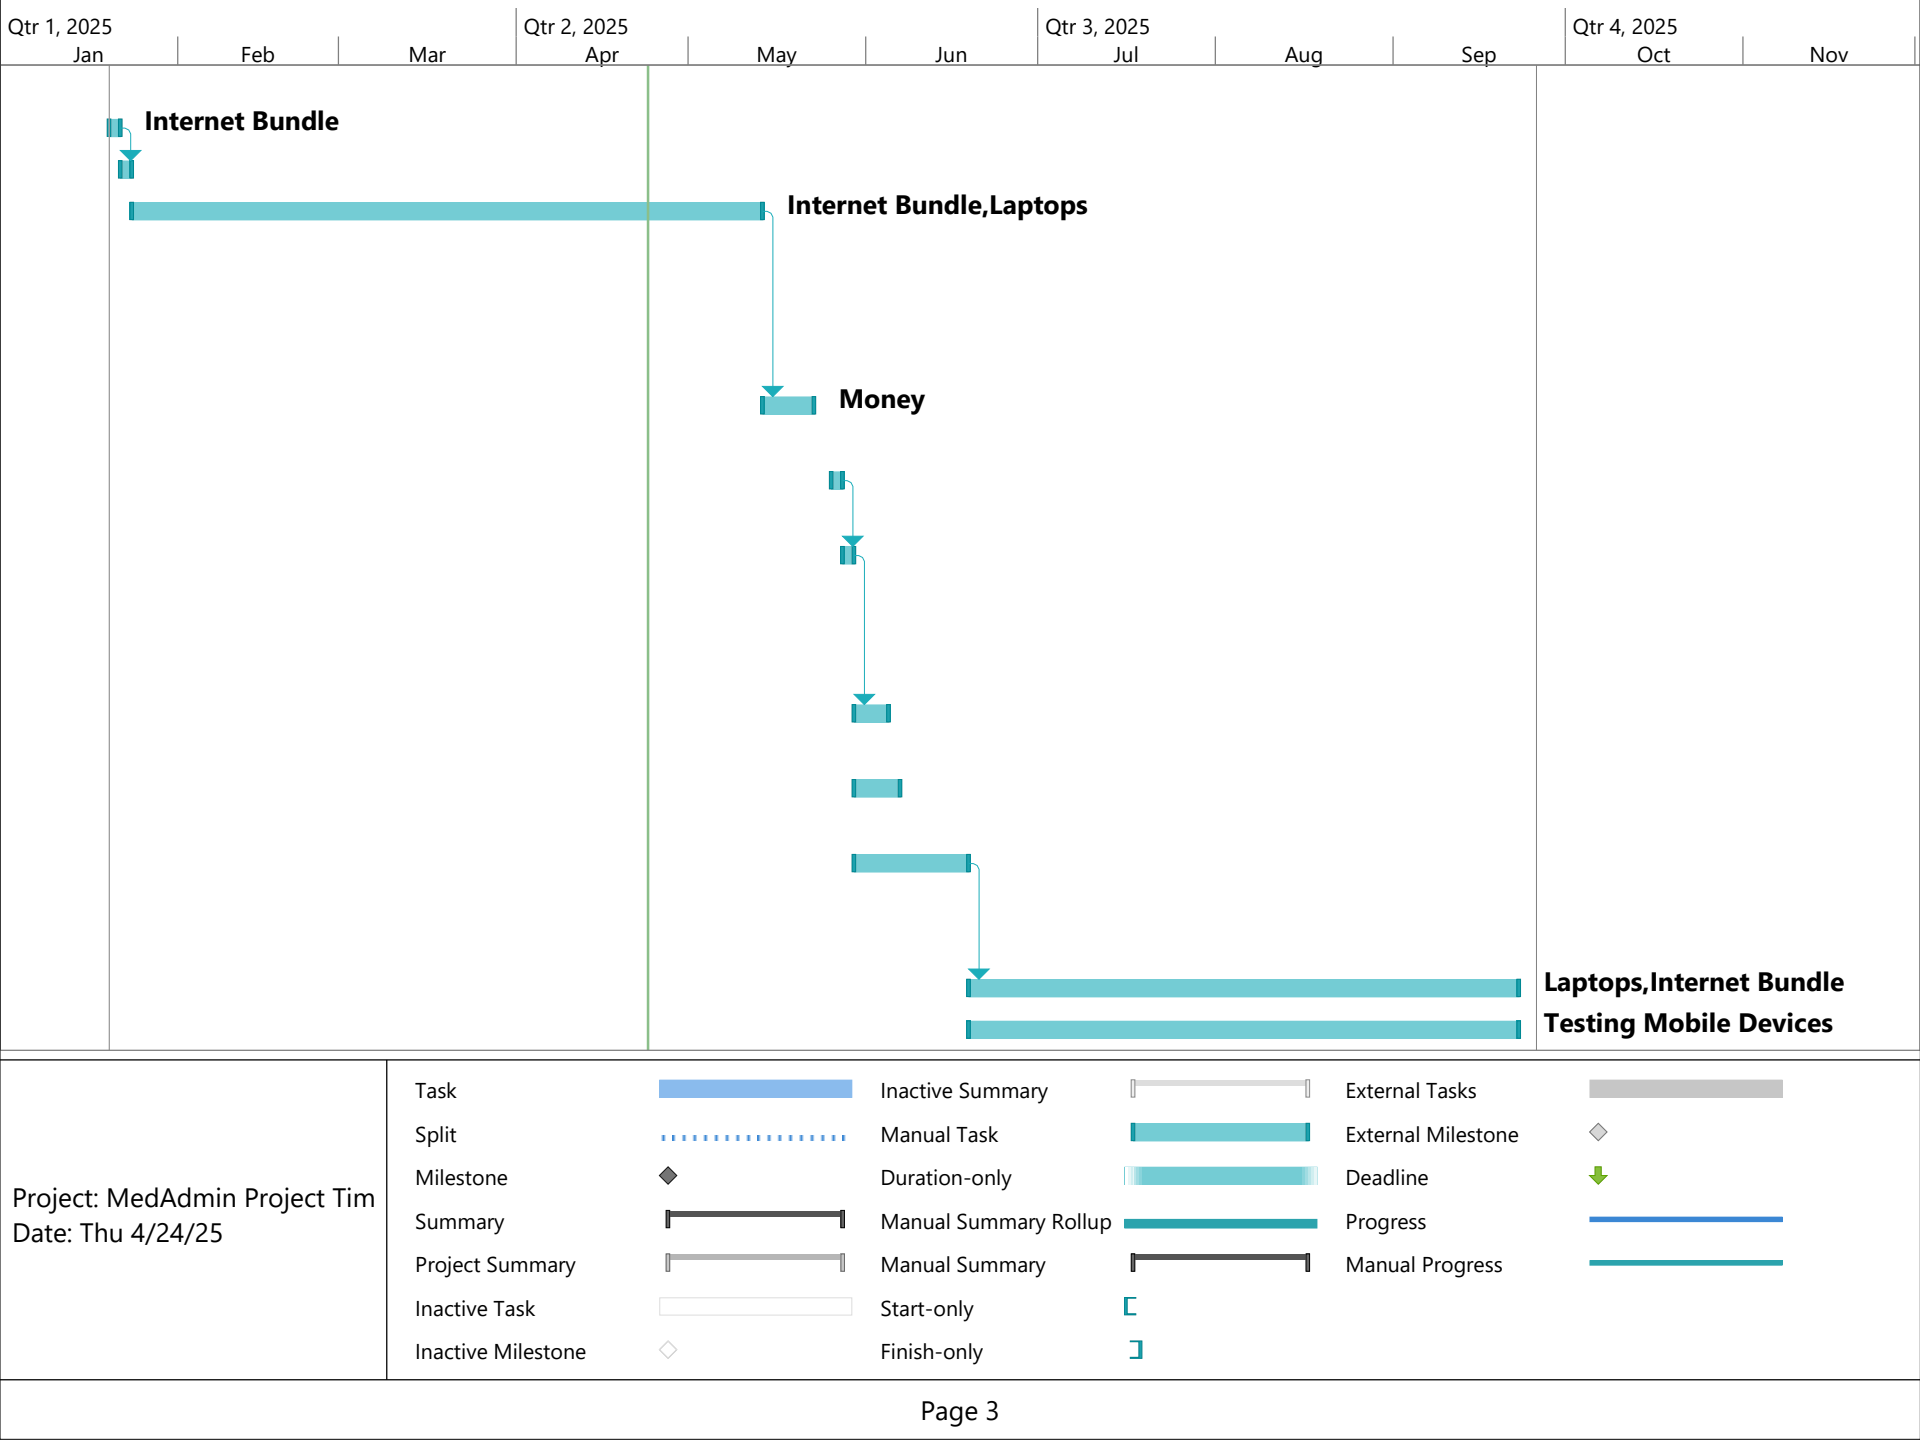 Qtr 1, 2025 Qtr 2, 2025 Qtr 3, 2025 Qtr 4, 2025
Jan Feb Mar Apr May Jun Jul Aug Sep Oct Nov
Internet Bundle
Internet Bundle,Laptops
Money
Laptops,Internet Bundle
Testing Mobile Devices
Project: MedAdmin Project Tim
Date: Thu 4/24/25
Task
Split
Milestone
Summary
Project Summary
Inactive Task
Inactive Milestone
Inactive Summary
Manual Task
Duration-only
Manual Summary Rollup
Manual Summary
Start-only
Finish-only
External Tasks
External Milestone
Deadline
Progress
Manual Progress
Page 3